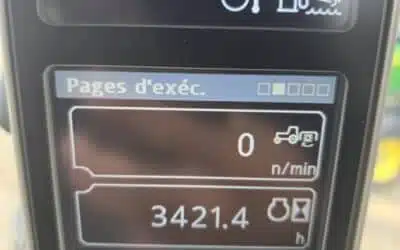 Pages d'exéc.
0
n/min
3421.4
h